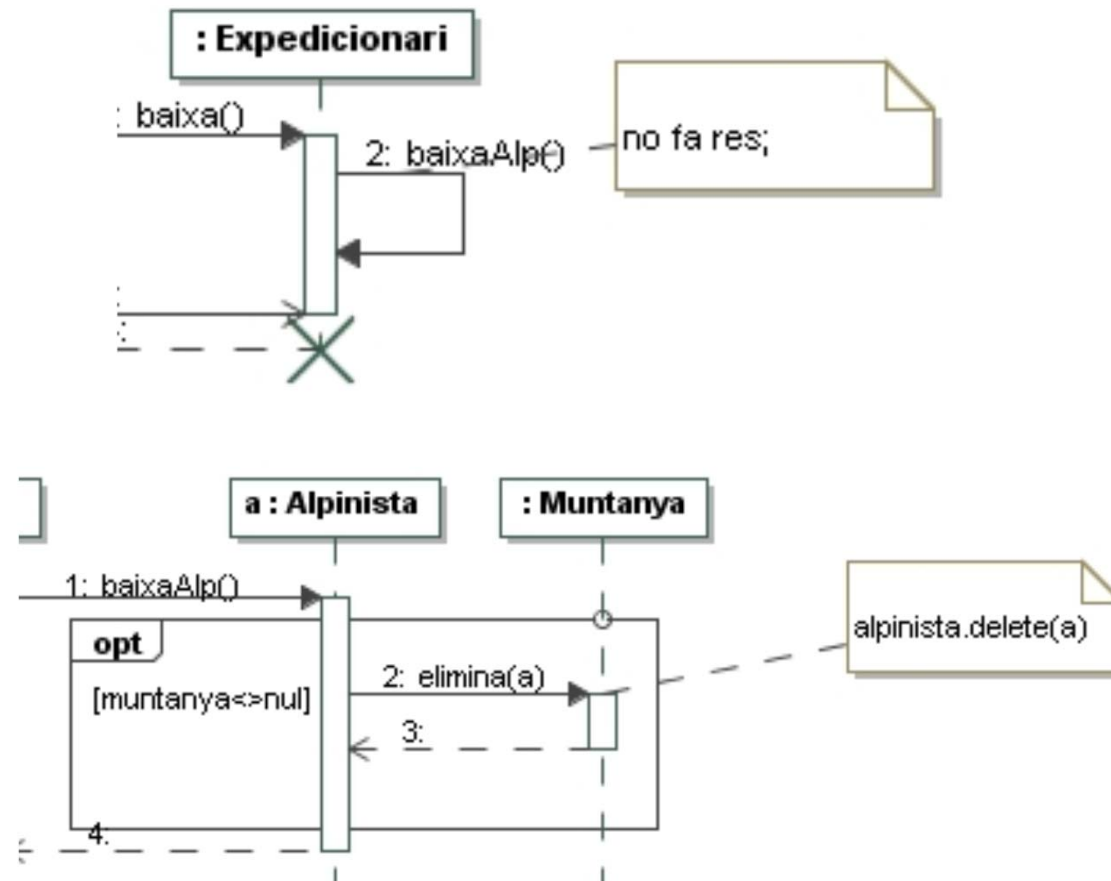 : Expedicionari
: baixa()
2: baixaAlp()
no fa res;
a : Alpinista
: Muntanya
1: baixaAlp()
opt
alpinista.delete(a)
2: elimina(a)
[muntanya<>nul]
3:
4: